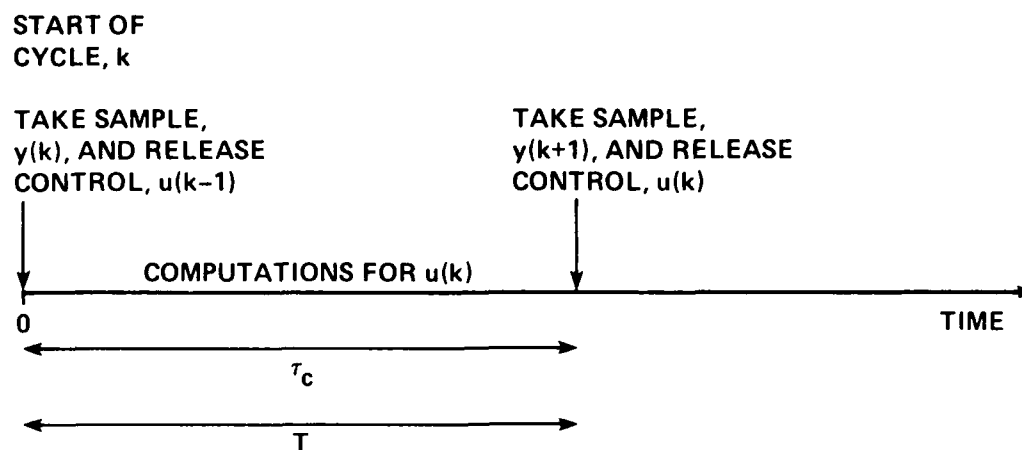 START OF
CYCLE, k
TAKE SAMPLE,
y(k), AND RELEASE
CONTROL, u(k–1)
TAKE SAMPLE,
y(k+1), AND RELEASE
CONTROL, u(k)
COMPUTATIONS FOR u(k)
0
TIME
τc
T